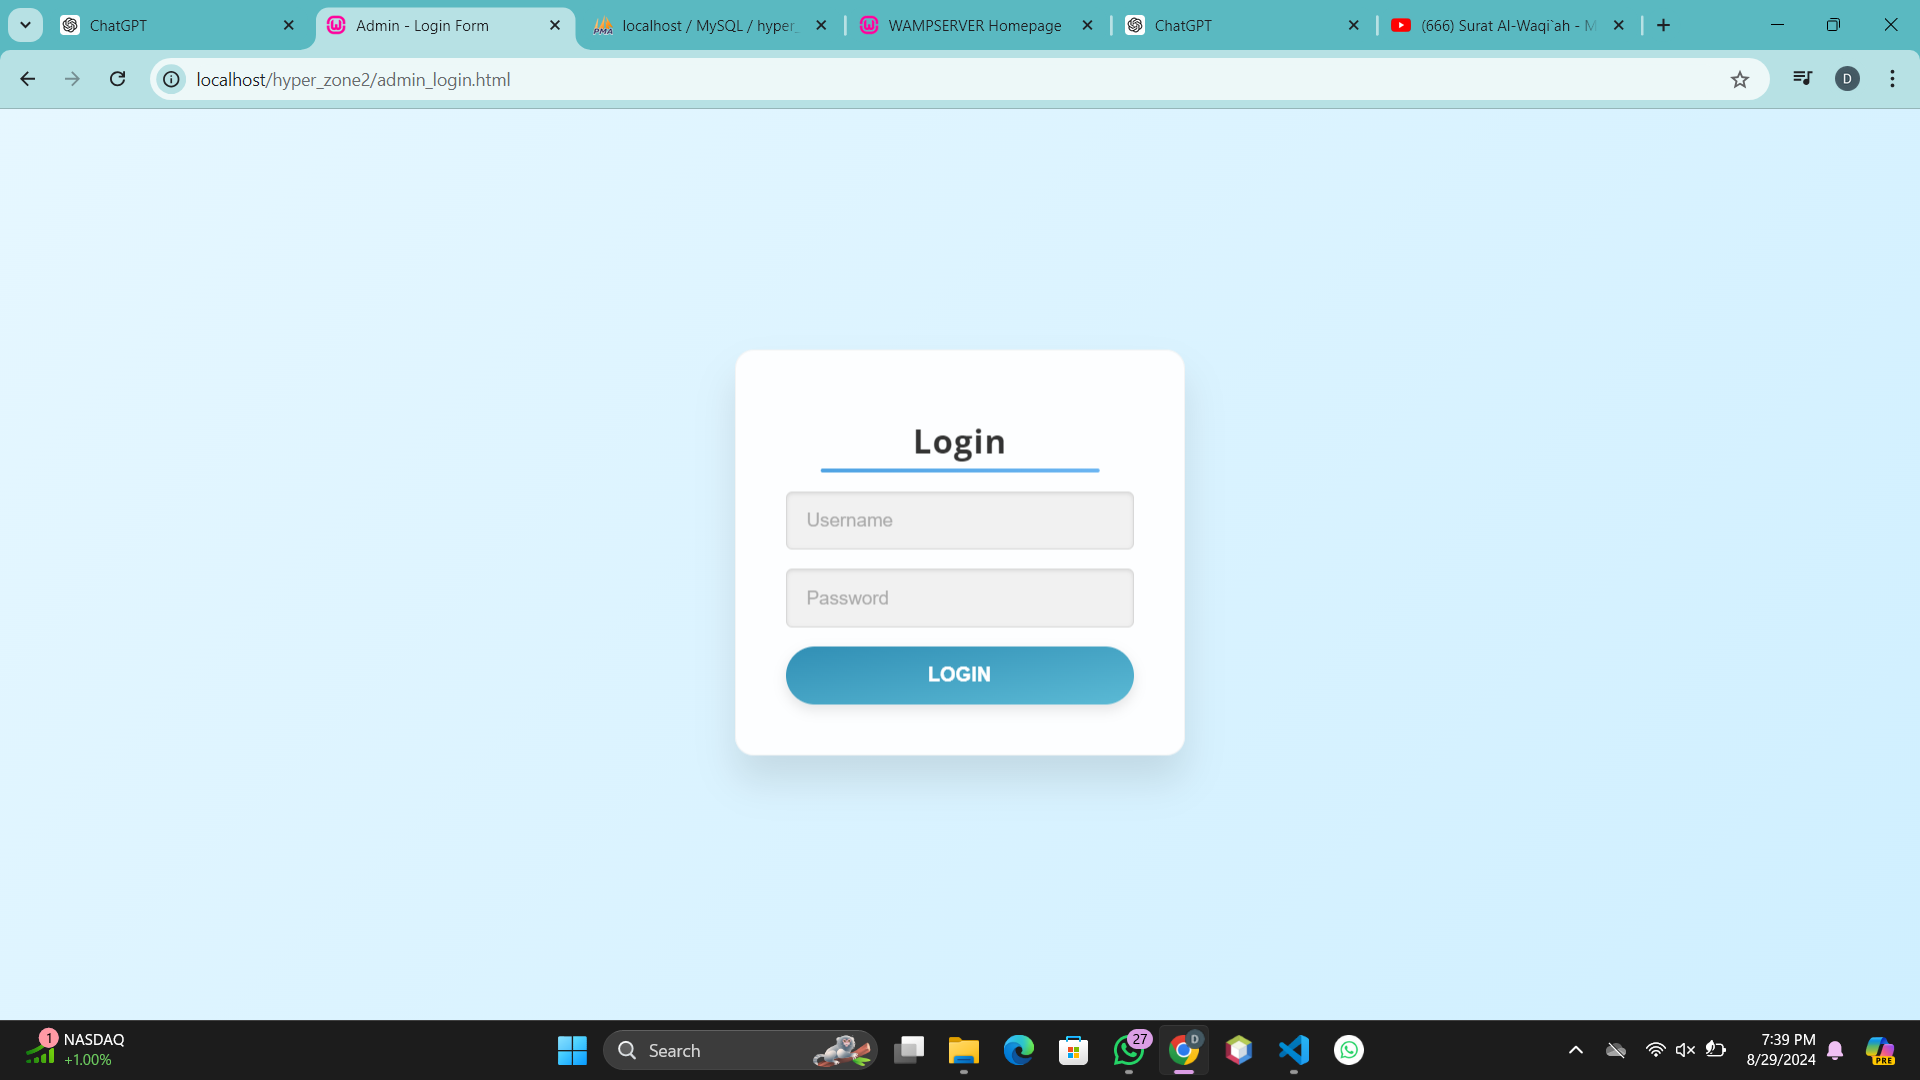 ChatGPT
Admin - Login Form
localhost / MySQL / hyper_
WAMPSERVER Homepage
ChatGPT
(666) Surat Al-Waqi`ah - M
localhost/hyper_zone2/admin_login.html
D
Login
Username
Password
LOGIN
1
NASDAQ
+1.00%
Search
27
D
7:39 PM
8/29/2024
PRE